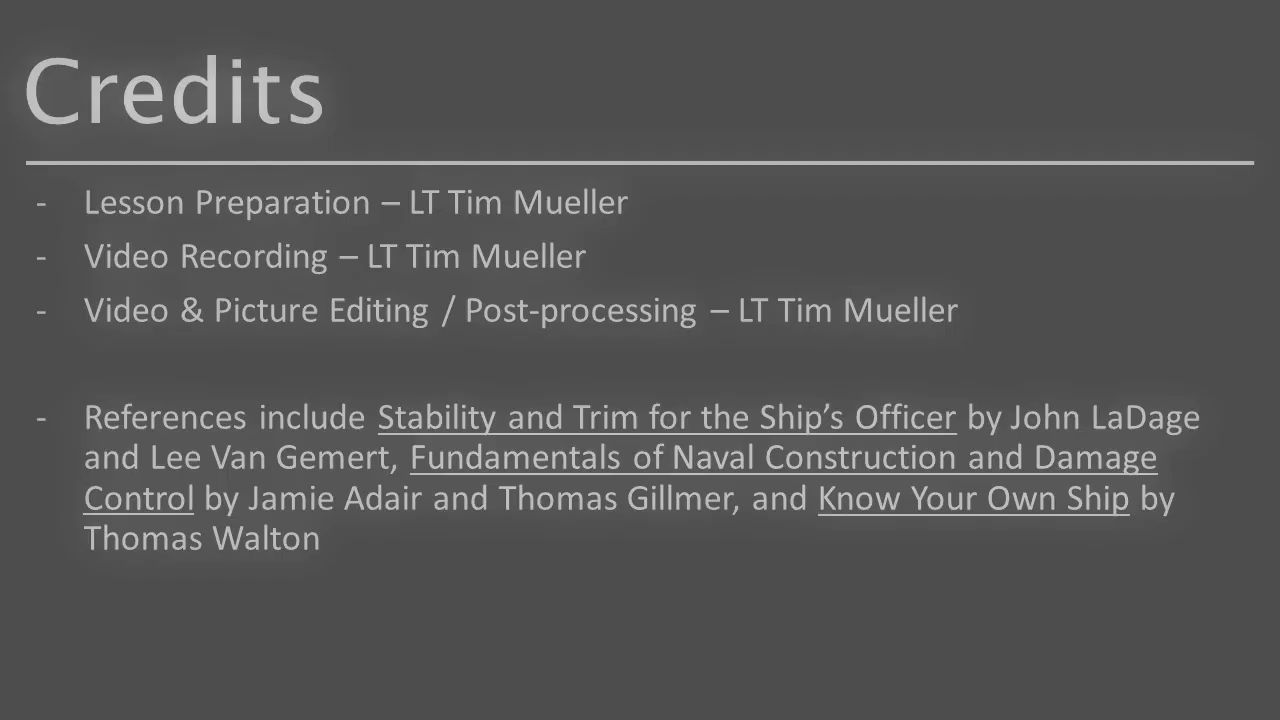 Credits
- Lesson Preparation – LT Tim Mueller
- Video Recording – LT Tim Mueller
- Video & Picture Editing / Post-processing – LT Tim Mueller
- References include Stability and Trim for the Ship’s Officer by John LaDage
and Lee Van Gemert, Fundamentals of Naval Construction and Damage
Control by Jamie Adair and Thomas Gillmer, and Know Your Own Ship by
Thomas Walton